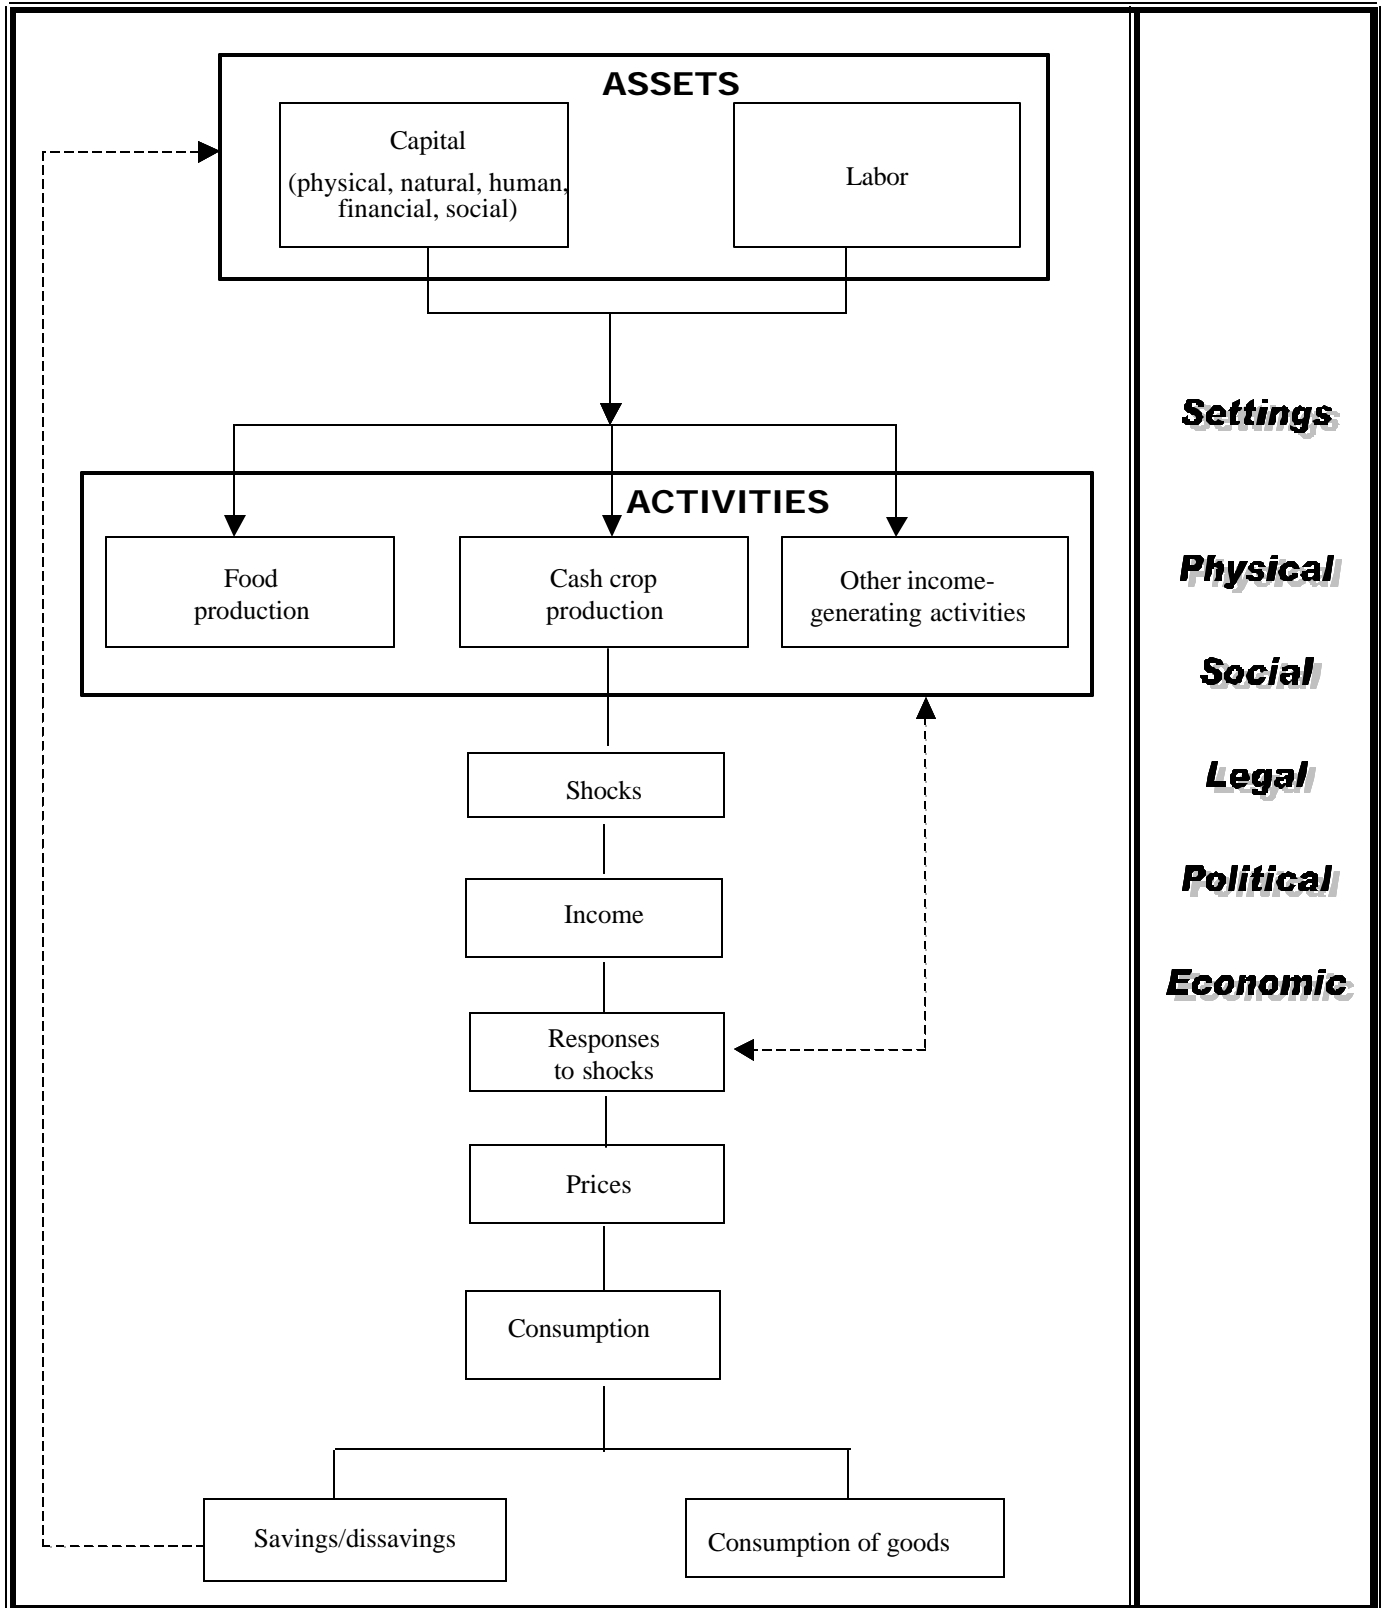 ASSETS
Capital
(physical, natural, human,
financial, social)
Labor
ACTIVITIES
Food
production
Cash crop
production
Other income-
generating activities
Shocks
Income
Responses
to shocks
Prices
Consumption
Savings/dissavings
Consumption of goods
Settings
Physical
Social
Legal
Political
Economic